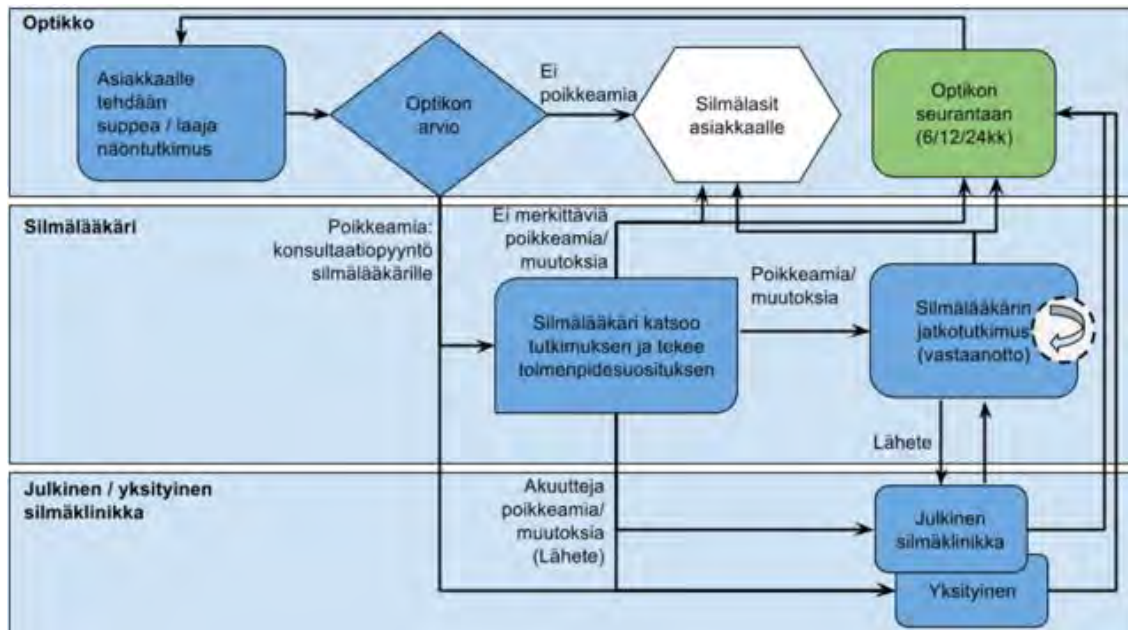 Optikko
Asiakkaalle
tehdään
suppea / laaja
näöntutkimus
Optikon
arvio
Ei
poikkeamia
Silmälasit
asiakkaalle
Optikon
seurantaan
(6/12/24kk)
Silmälääkäri
Poikkeamia:
konsultaatiopyyntö
silmälääkärille
Ei merkittäviä
poikkeamia/
muutoksia
Silmälääkäri katsoo
tutkimuksen ja tekee
toimenpidesuosituksen
Poikkeamia/
muutoksia
Silmälääkärin
jatkotutkimus
(vastaanotto)
Lähete
Julkinen / yksityinen
silmäklinikka
Akuutteja
poikkeamia/
muutoksia
(Lähete)
Julkinen
silmäklinikka
Yksityinen